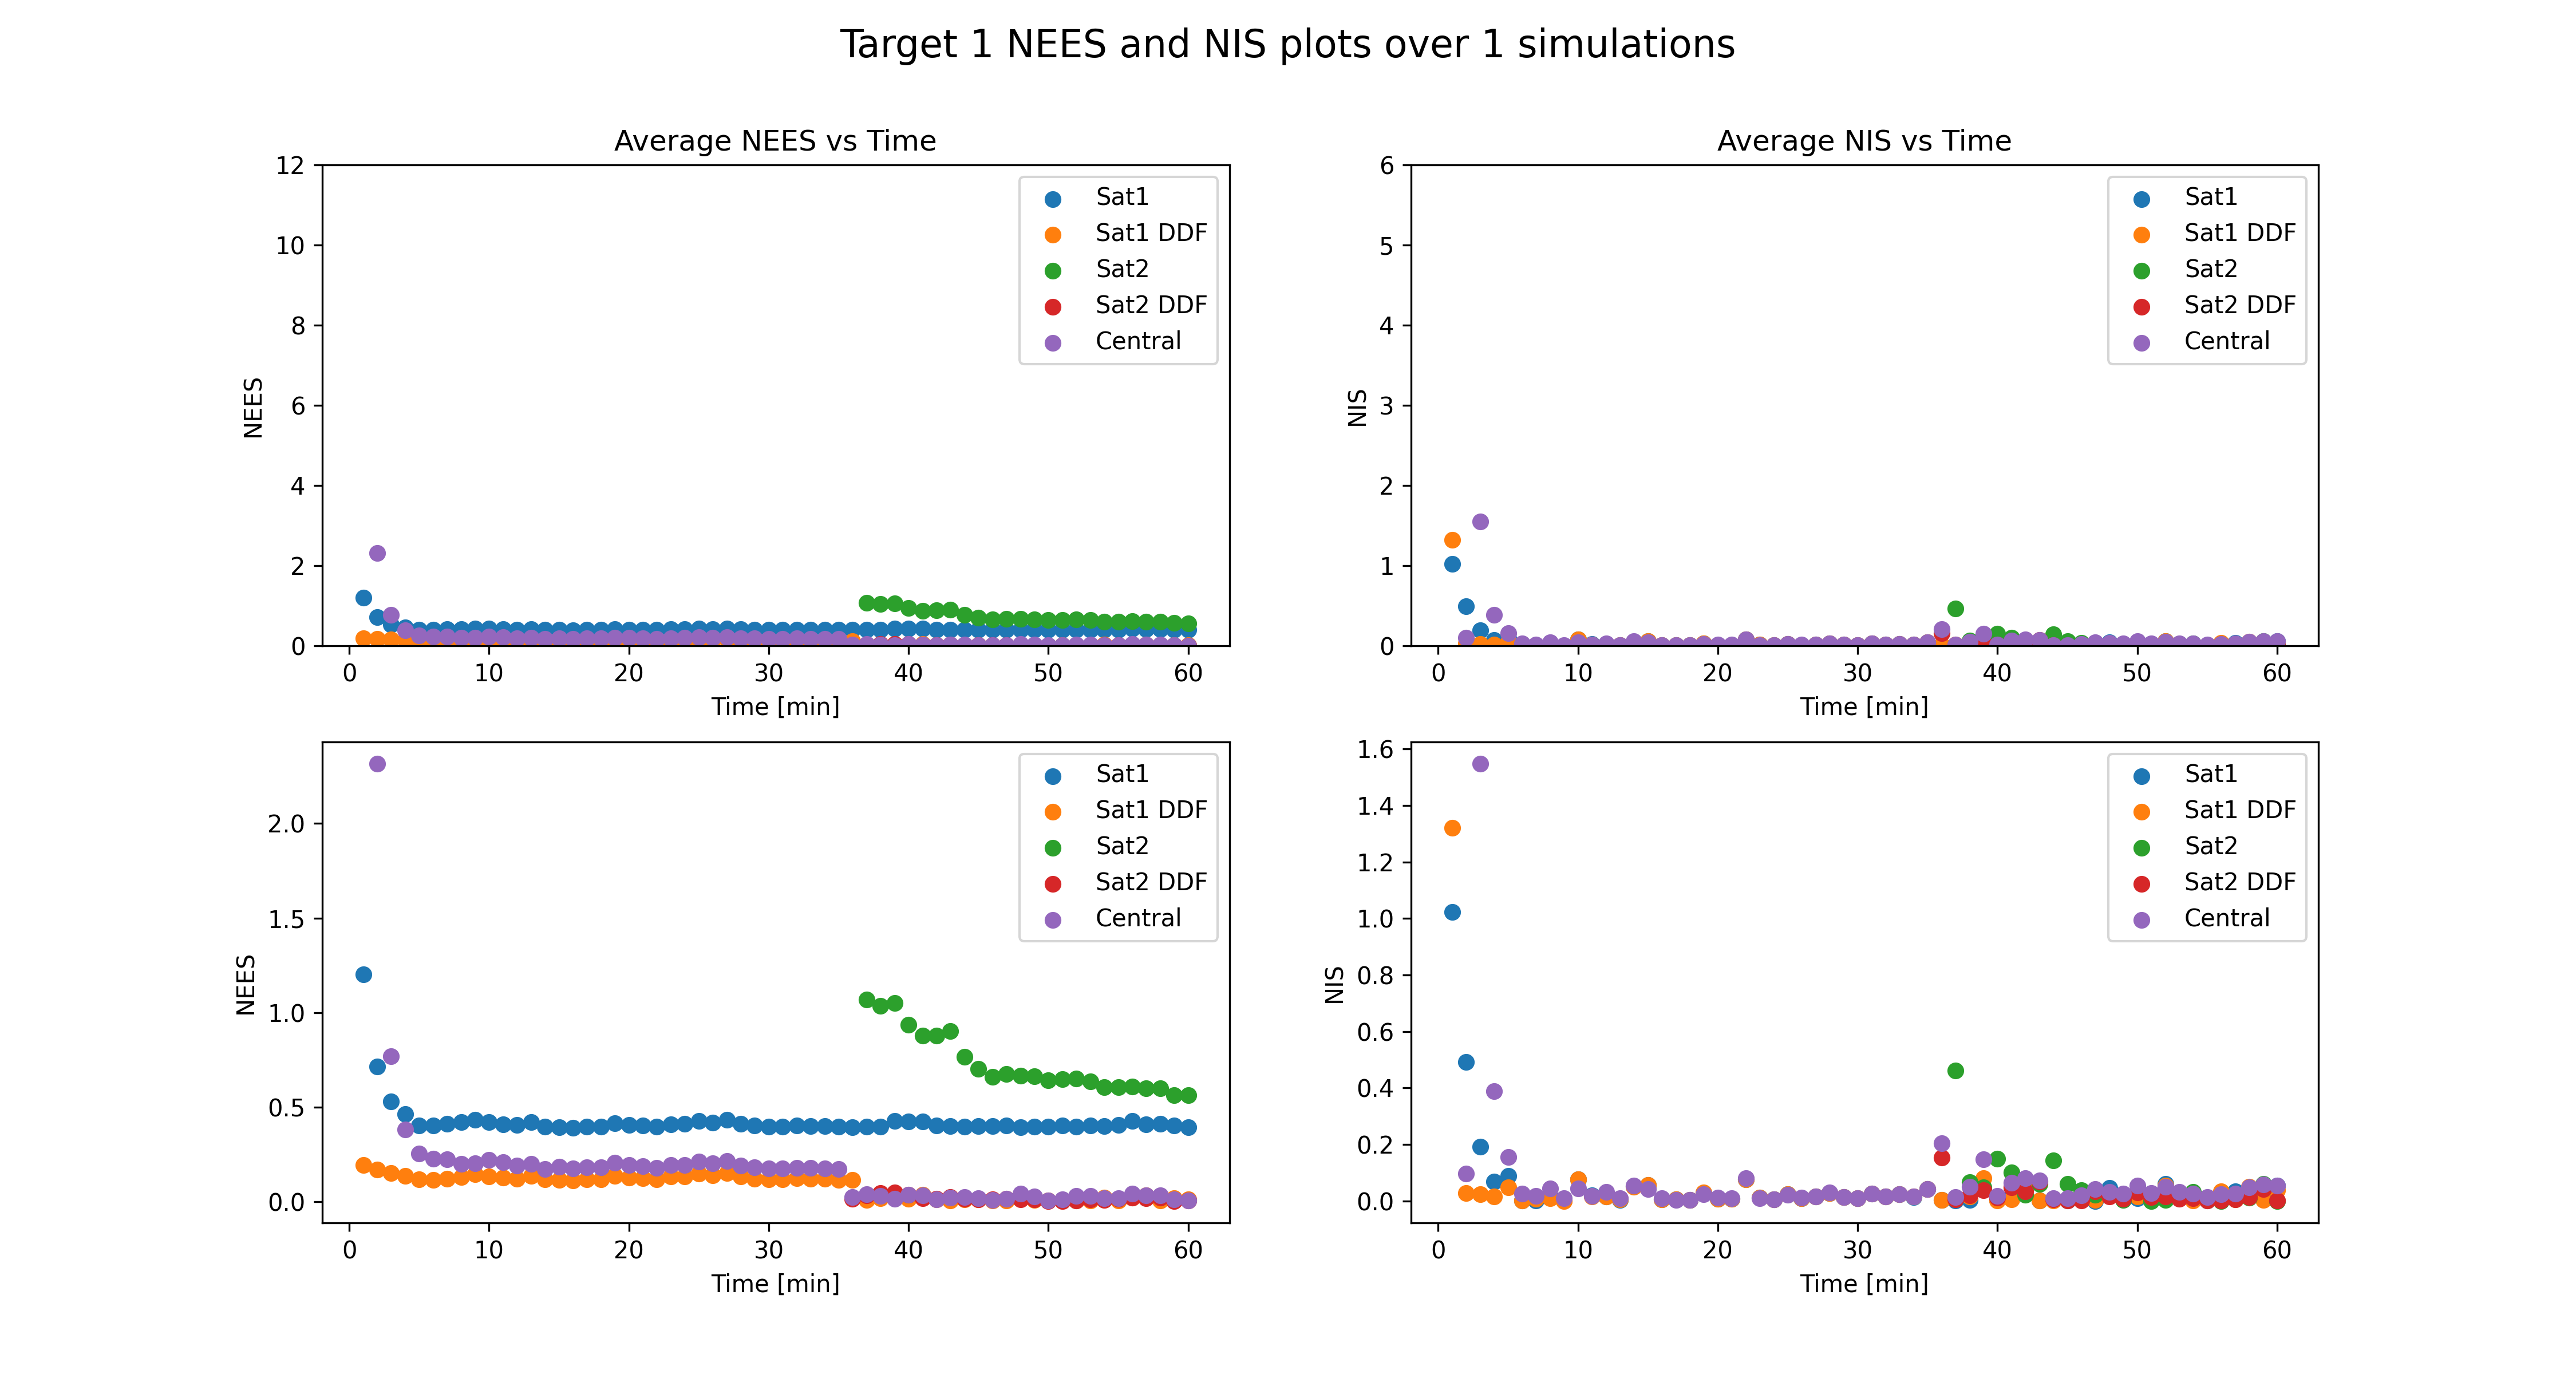 Target 1 NEES and NIS plots over 1 simulations
Average NEES vs Time
12
10
8
6
4
2
0
NEES
0 10 20 30 40 50 60
Time [min]
Sat1
Sat1 DDF
Sat2
Sat2 DDF
Central
Average NIS vs Time
6
5
4
3
2
1
0
NIS
0 10 20 30 40 50 60
Time [min]
Sat1
Sat1 DDF
Sat2
Sat2 DDF
Central
2.0
1.5
1.0
0.5
0.0
NEES
0 10 20 30 40 50 60
Time [min]
Sat1
Sat1 DDF
Sat2
Sat2 DDF
Central
1.6
1.4
1.2
1.0
0.8
0.6
0.4
0.2
0.0
NIS
0 10 20 30 40 50 60
Time [min]
Sat1
Sat1 DDF
Sat2
Sat2 DDF
Central